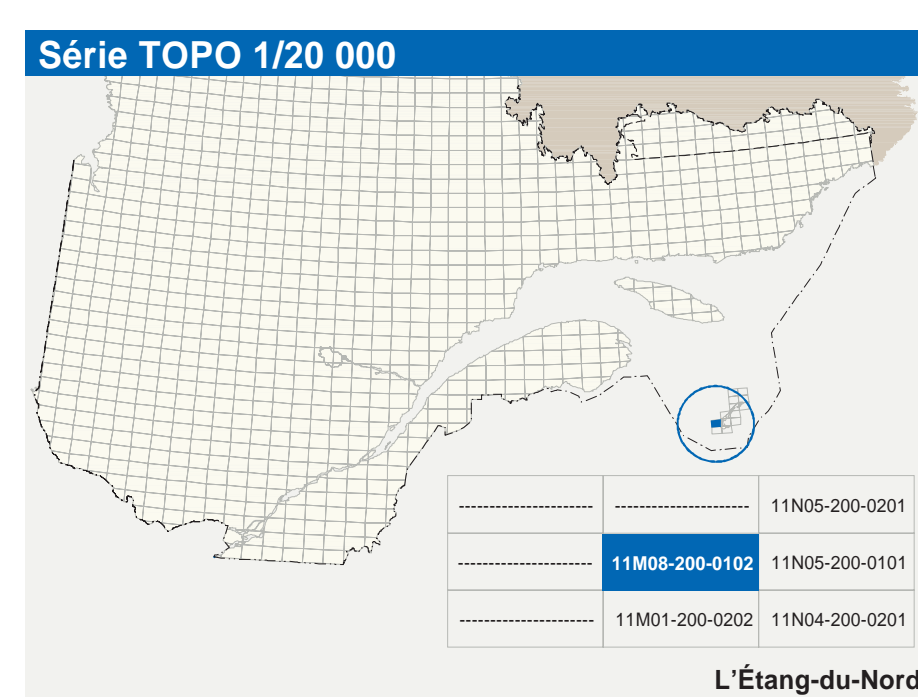 Série TOPO 1/20 000
---------------------- ---------------------- 11N05-200-0201
---------------------- 11M08-200-0102 11N05-200-0101
---------------------- 11M01-200-0202 11N04-200-0201
L’Étang-du-Nord